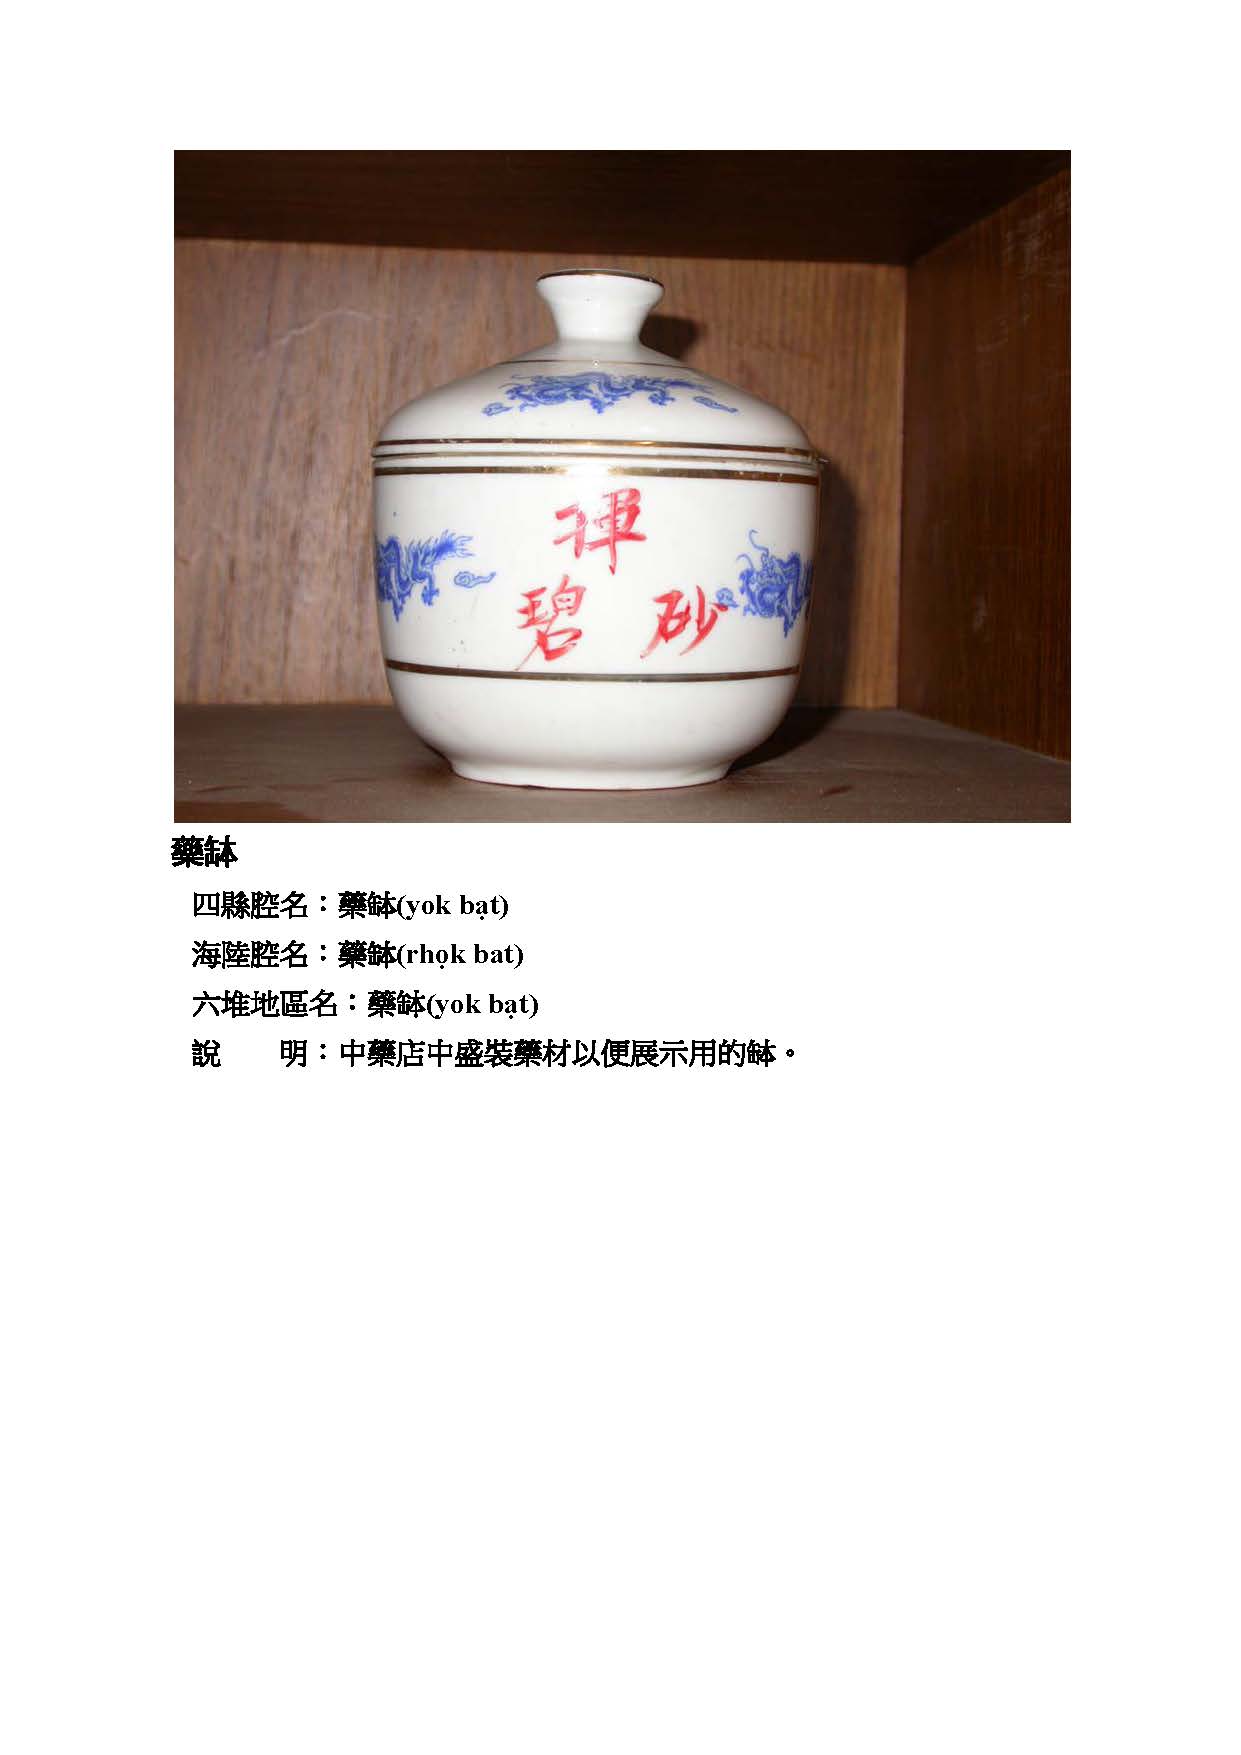 琿
碧 砂
藥缽
四縣腔名：藥缽(yok bạt)
海陸腔名：藥缽(rhọk bat)
六堆地區名：藥缽(yok bạt)
說　　明：中藥店中盛裝藥材以便展示用的缽。